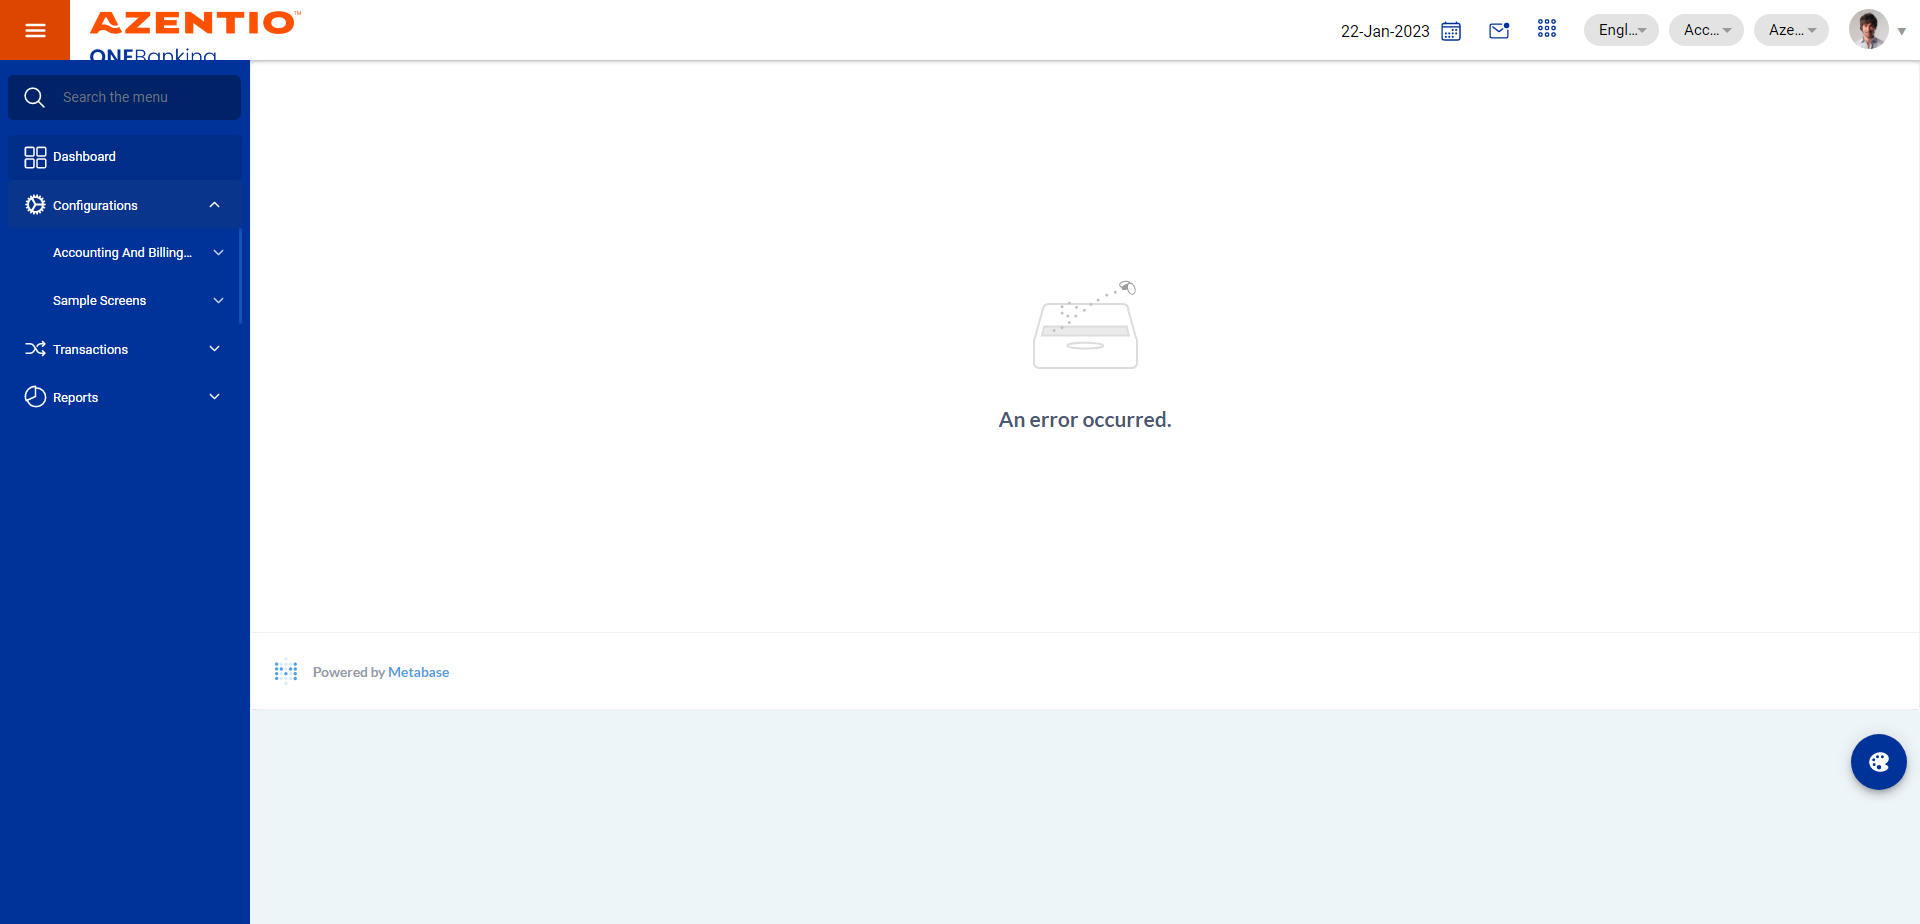 AZENTIO™
ONEBanking
22-Jan-2023
Engl...
Acc...
Aze...
Search the menu
Dashboard
Configurations
Accounting And Billing...
Sample Screens
Transactions
Reports
An error occurred.
Powered by Metabase